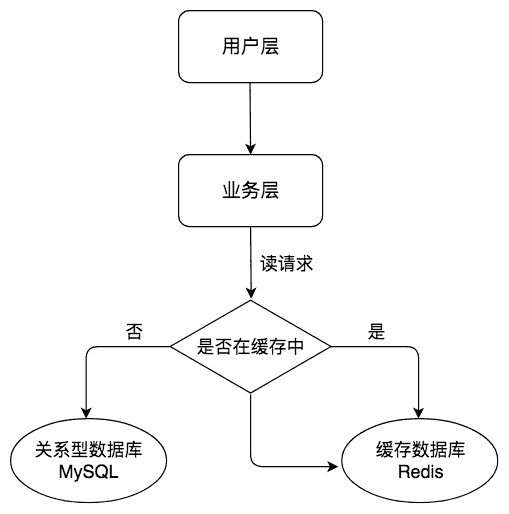 用户层
业务层
读请求
否
是否在缓存中
是
关系型数据库
MySQL
缓存数据库
Redis